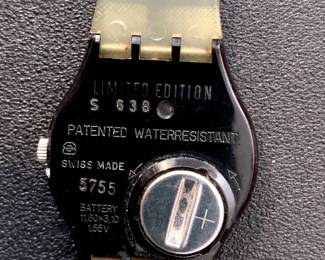 LIMITED EDITION
S 638
PATENTED WATERRESISTANT
SWISS MADE
5755
BATTERY
11,60×3,10
1,55V
+